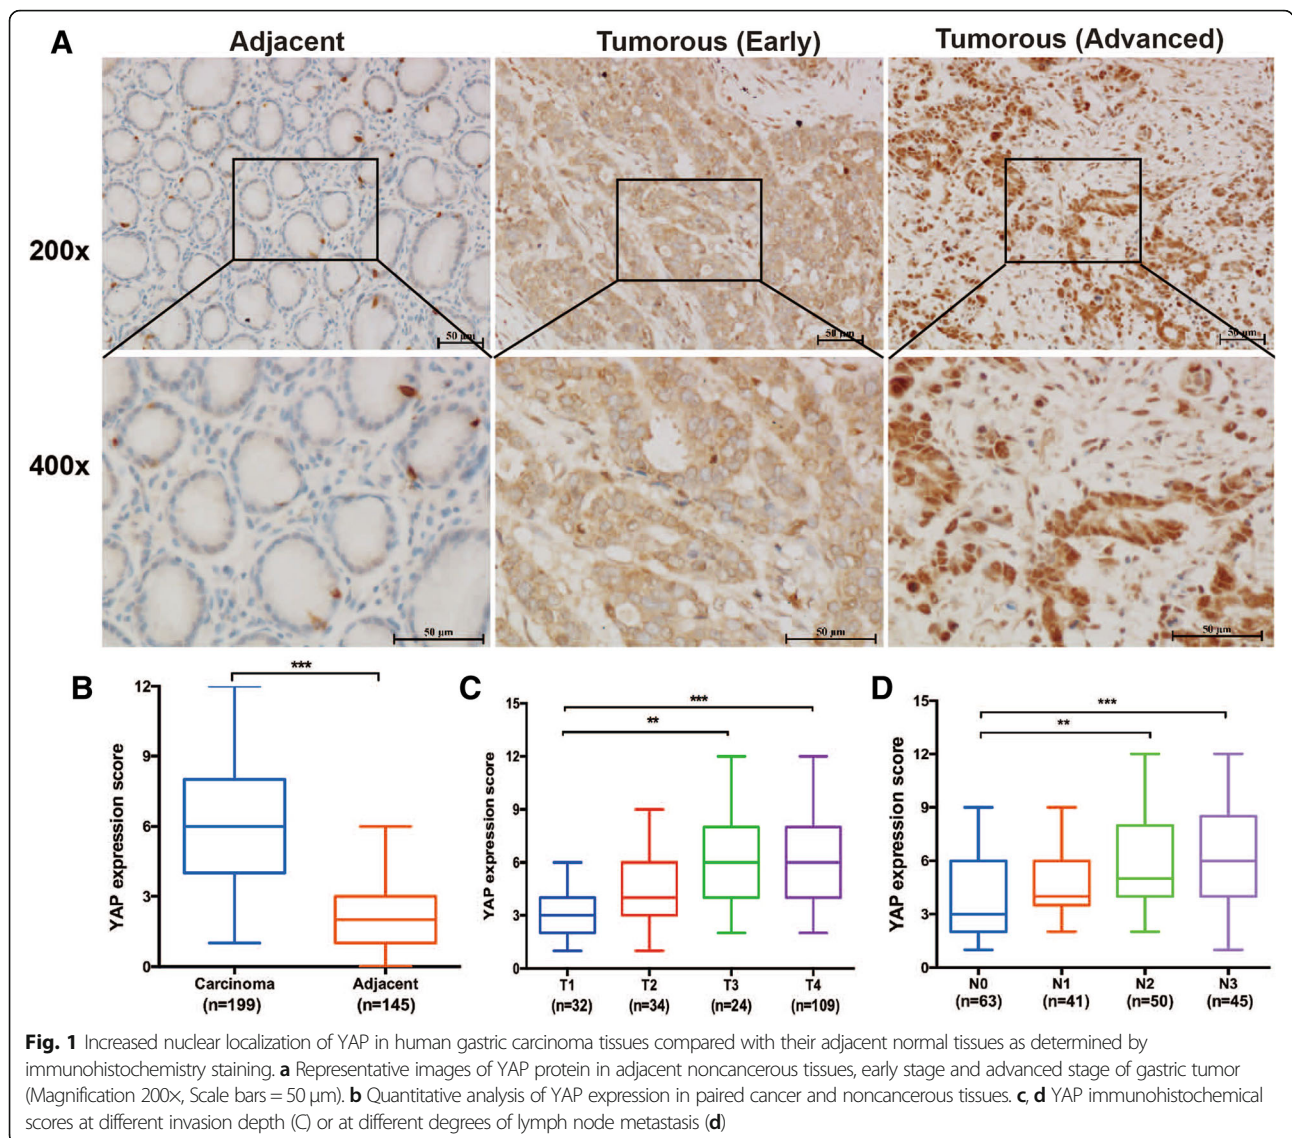 A
Adjacent
Tumorous (Early)
Tumorous (Advanced)
200x
50 µm
50 µm
50 µm
400x
50 µm
50 µm
50 µm
B
***
YAP expression score
12
9
6
3
0
Carcinoma
(n=199)
Adjacent
(n=145)
C
***
**
YAP expression score
15
12
9
6
3
0
T1
(n=32)
T2
(n=34)
T3
(n=24)
T4
(n=109)
D
***
**
YAP expression score
15
12
9
6
3
0
N0
(n=63)
N1
(n=41)
N2
(n=50)
N3
(n=45)
Fig. 1 Increased nuclear localization of YAP in human gastric carcinoma tissues compared with their adjacent normal tissues as determined by
immunohistochemistry staining. a Representative images of YAP protein in adjacent noncancerous tissues, early stage and advanced stage of gastric tumor
(Magnification 200×, Scale bars = 50 µm). b Quantitative analysis of YAP expression in paired cancer and noncancerous tissues. c, d YAP immunohistochemical
scores at different invasion depth (C) or at different degrees of lymph node metastasis (d)